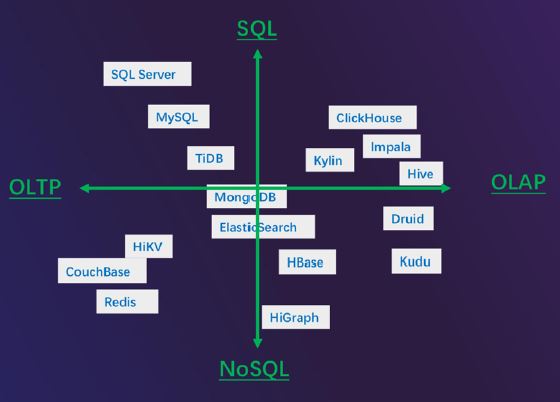 SQL
SQL Server
MySQL
ClickHouse
Impala
TiDB
Kylin
Hive
OLTP
OLAP
MongoDB
Druid
ElasticSearch
HiKV
HBase
Kudu
CouchBase
Redis
HiGraph
NoSQL